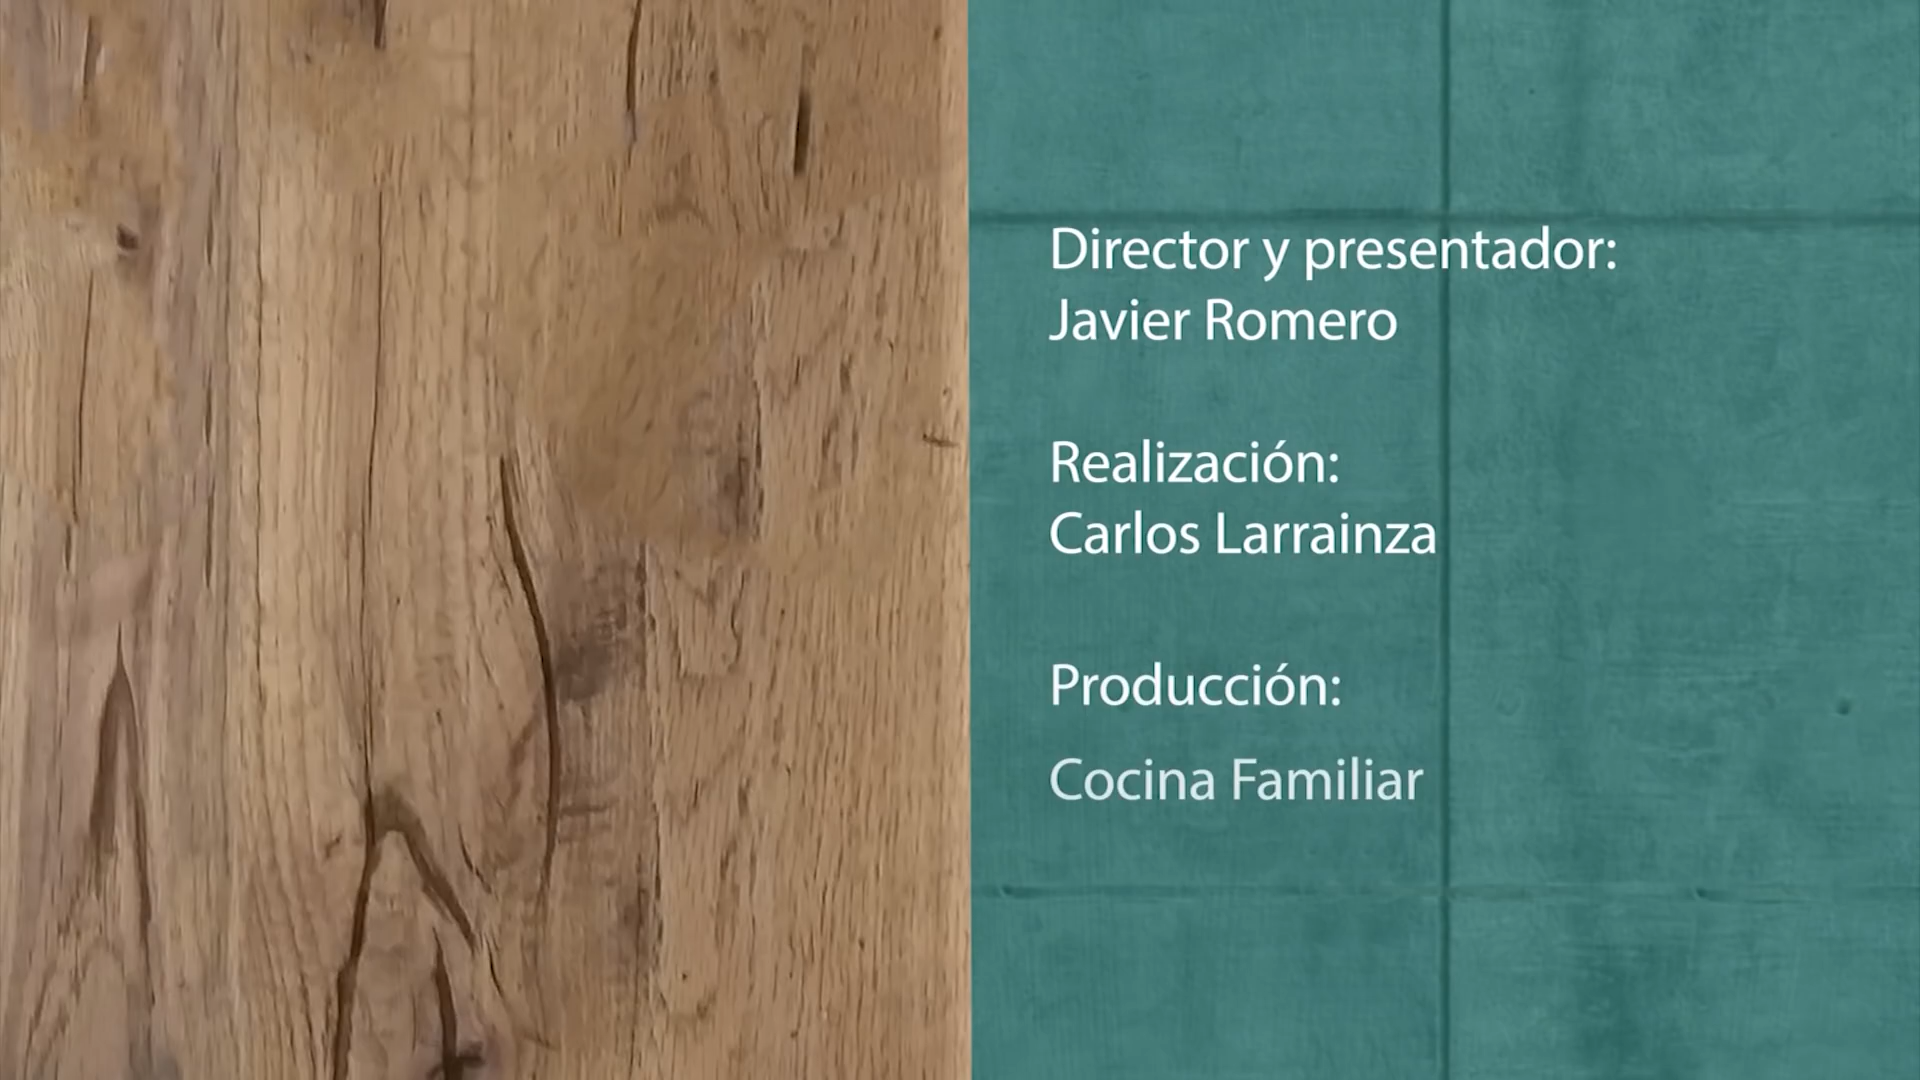 Director y presentador:
Javier Romero
Realización:
Carlos Larrainza
Producción:
Cocina Familiar